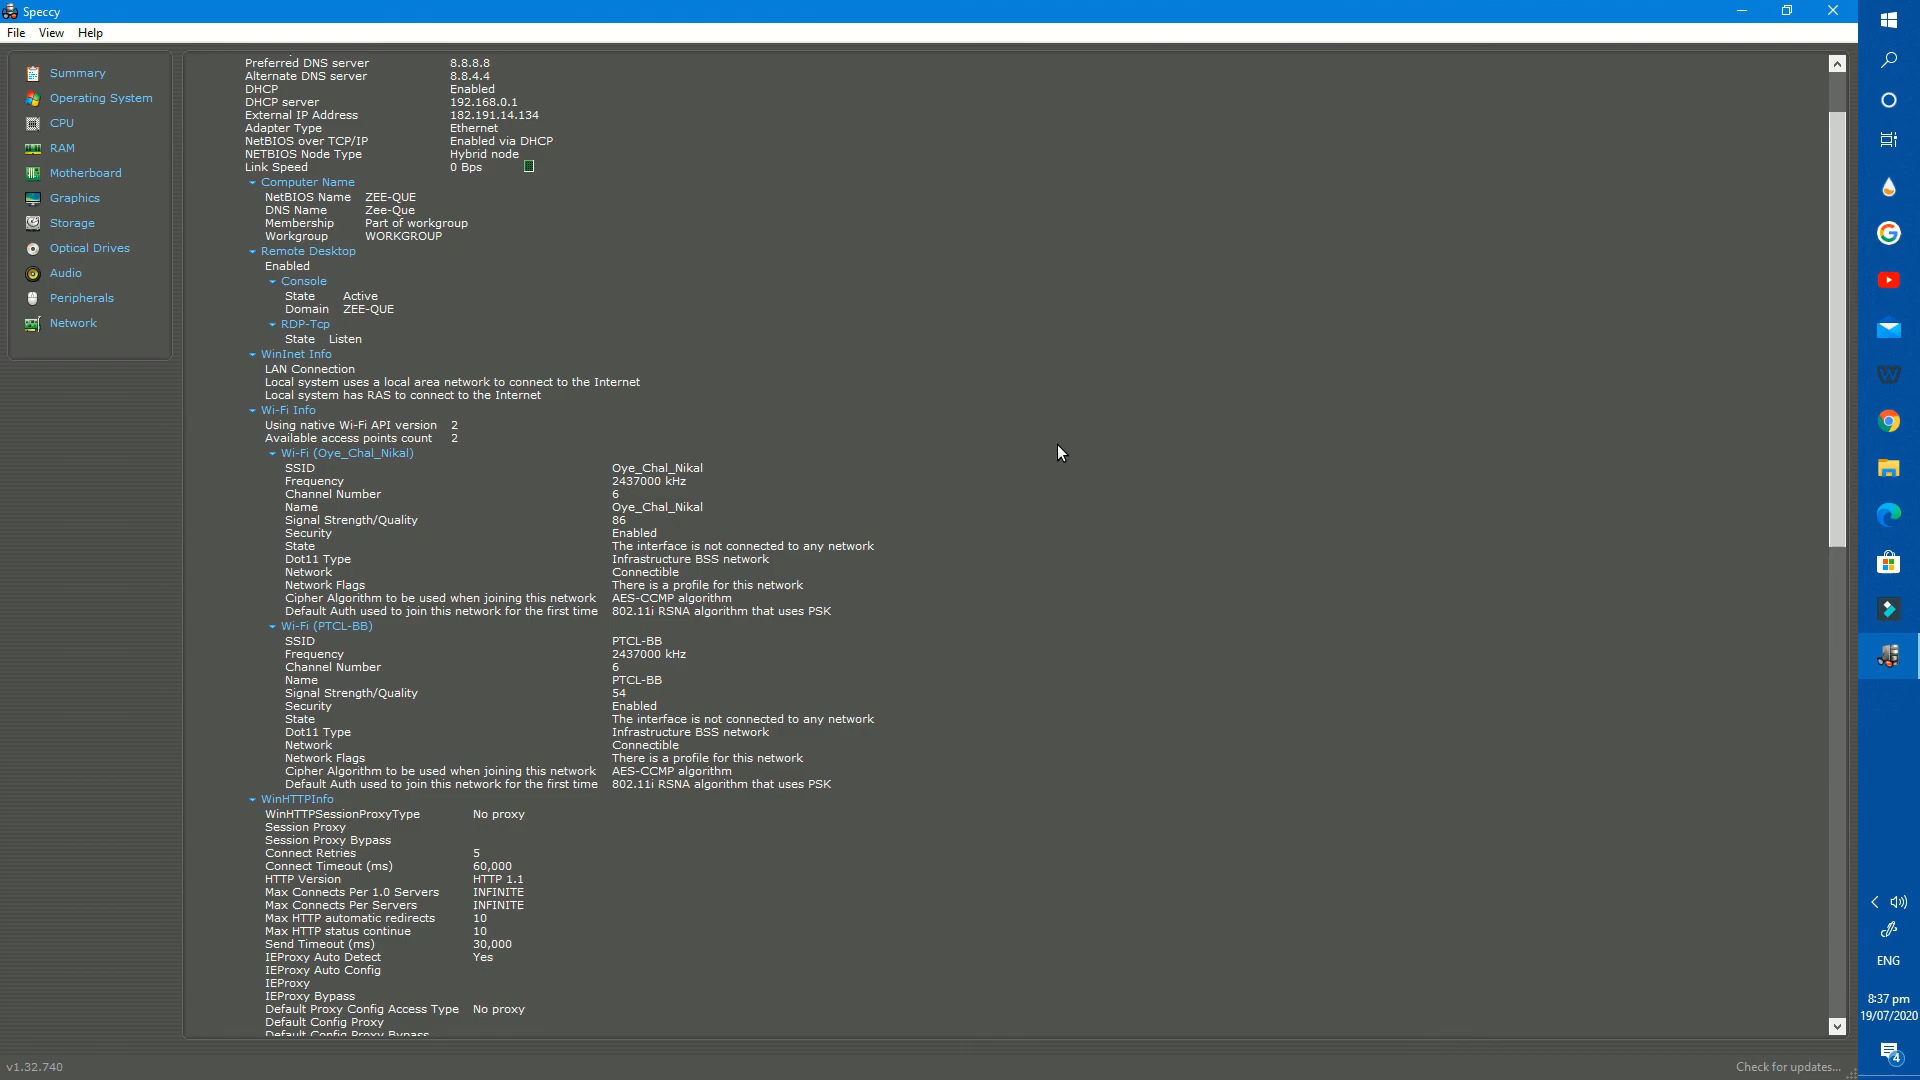 Speccy
File View Help
Summary
Operating System
CPU
RAM
Motherboard
Graphics
Storage
Optical Drives
Audio
Peripherals
Network
Preferred DNS server 8.8.8.8
Alternate DNS server 8.8.4.4
DHCP Enabled
DHCP server 192.168.0.1
External IP Address 182.191.14.134
Adapter Type Ethernet
NetBIOS over TCP/IP Enabled via DHCP
NETBIOS Node Type Hybrid node
Link Speed 0 Bps
Computer Name
NetBIOS Name ZEE-QUE
DNS Name Zee-Que
Membership Part of workgroup
Workgroup WORKGROUP
Remote Desktop
Enabled
Console
State Active
Domain ZEE-QUE
RDP-Tcp
State Listen
WinInet Info
LAN Connection
Local system uses a local area network to connect to the Internet
Local system has RAS to connect to the Internet
Wi-Fi Info
Using native Wi-Fi API version 2
Available access points count 2
Wi-Fi (Oye_Chal_Nikal)
SSID Oye_Chal_Nikal
Frequency 2437000 kHz
Channel Number 6
Name Oye_Chal_Nikal
Signal Strength/Quality 86
Security Enabled
State The interface is not connected to any network
Dot11 Type Infrastructure BSS network
Network Connectible
Network Flags There is a profile for this network
Cipher Algorithm to be used when joining this network AES-CCMP algorithm
Default Auth used to join this network for the first time 802.11i RSNA algorithm that uses PSK
Wi-Fi (PTCL-BB)
SSID PTCL-BB
Frequency 2437000 kHz
Channel Number 6
Name PTCL-BB
Signal Strength/Quality 54
Security Enabled
State The interface is not connected to any network
Dot11 Type Infrastructure BSS network
Network Connectible
Network Flags There is a profile for this network
Cipher Algorithm to be used when joining this network AES-CCMP algorithm
Default Auth used to join this network for the first time 802.11i RSNA algorithm that uses PSK
WinHTTPInfo
WinHTTPSessionProxyType No proxy
Session Proxy
Session Proxy Bypass
Connect Retries 5
Connect Timeout (ms) 60,000
HTTP Version HTTP 1.1
Max Connects Per 1.0 Servers INFINITE
Max Connects Per Servers INFINITE
Max HTTP automatic redirects 10
Max HTTP status continue 10
Send Timeout (ms) 30,000
IEProxy Auto Detect Yes
IEProxy Auto Config
IEProxy
IEProxy Bypass
Default Proxy Config Access Type No proxy
Default Config Proxy
Default Config Proxy Bypass
ENG
8:37 pm
19/07/2020
4
v1.32.740
Check for updates...